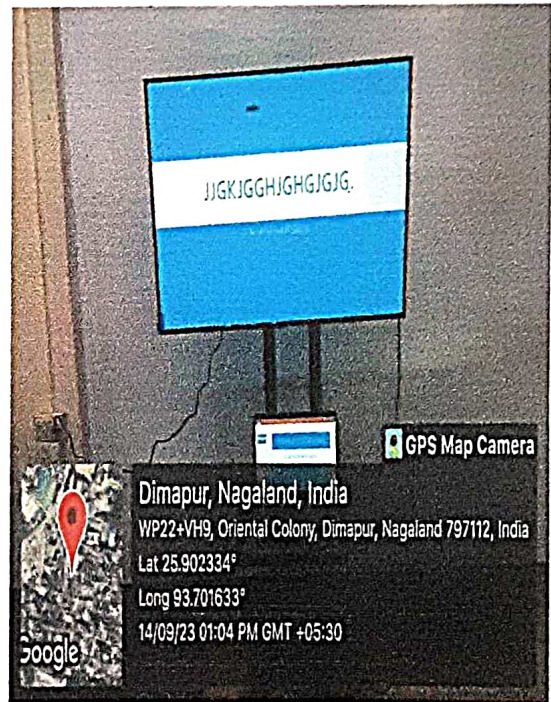 JJGKJGGHJGHGJGJG.
GPS Map Camera
Dimapur, Nagaland, India
WP22+VH9, Oriental Colony, Dimapur, Nagaland 797112, India
Lat 25.902334°
Long 93.701633°
14/09/23 01:04 PM GMT +05:30
Google